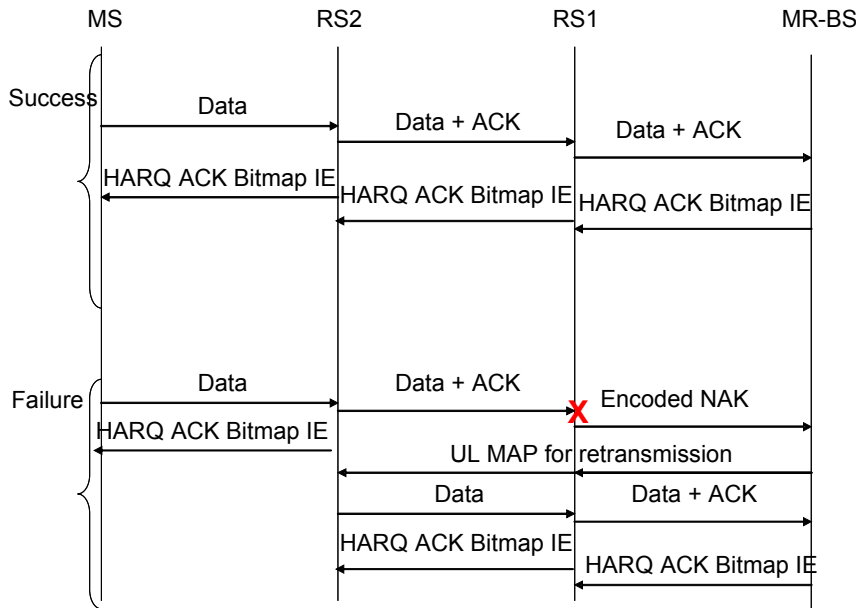 MS RS2 RS1 MR-BS
Success
Data
Data + ACK
Data + ACK
HARQ ACK Bitmap IE
HARQ ACK Bitmap IE
HARQ ACK Bitmap IE
Failure
Data
Data + ACK
X
Encoded NAK
HARQ ACK Bitmap IE
UL MAP for retransmission
Data
Data + ACK
HARQ ACK Bitmap IE
HARQ ACK Bitmap IE